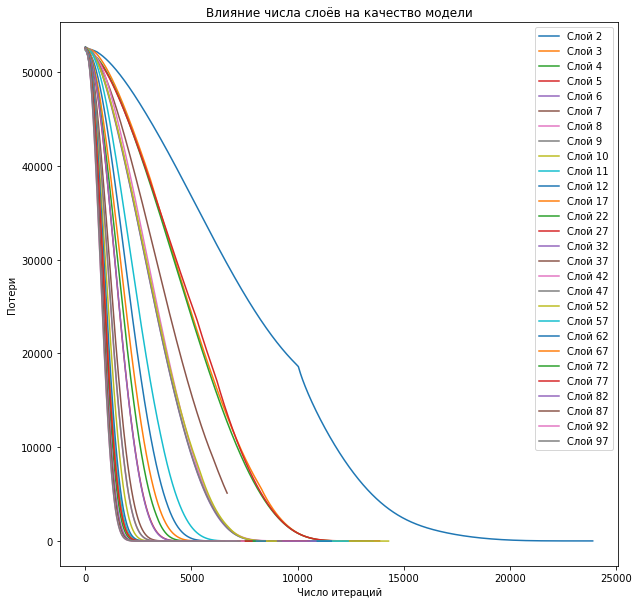 Влияние числа слоёв на качество модели
Потери
50000
40000
30000
20000
10000
0
Слой 2
Слой 3
Слой 4
Слой 5
Слой 6
Слой 7
Слой 8
Слой 9
Слой 10
Слой 11
Слой 12
Слой 17
Слой 22
Слой 27
Слой 32
Слой 37
Слой 42
Слой 47
Слой 52
Слой 57
Слой 62
Слой 67
Слой 72
Слой 77
Слой 82
Слой 87
Слой 92
Слой 97
0 5000 10000 15000 20000 25000
Число итераций